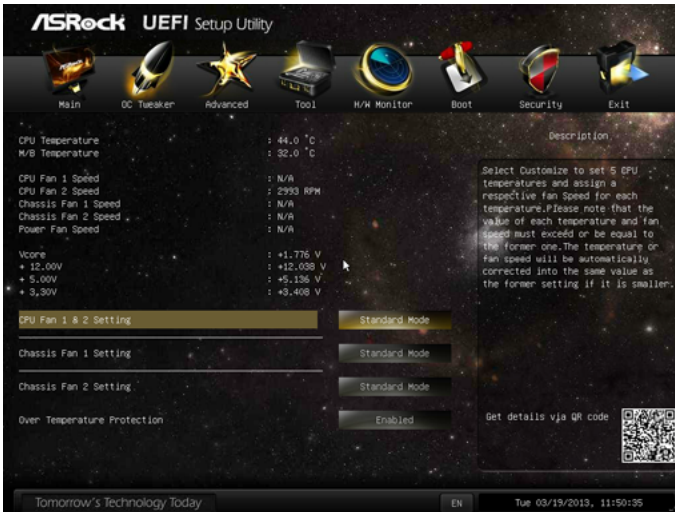 ASRock UEFI Setup Utility
Main OC Tweaker Advanced Tool H/W Monitor Boot Security Exit
CPU Temperature : 44.0 °C
M/B Temperature : 32.0 °C
CPU Fan 1 Speed : N/A
CPU Fan 2 Speed : 2993 RPM
Chassis Fan 1 Speed : N/A
Chassis Fan 2 Speed : N/A
Power Fan Speed : N/A
Vcore : +1.776 V
+ 12.00V : +12.038 V
+ 5.00V : +5.136 V
+ 3.30V : +3.408 V
CPU Fan 1 & 2 Setting Standard Mode
Chassis Fan 1 Setting Standard Mode
Chassis Fan 2 Setting Standard Mode
Over Temperature Protection Enabled
Description
Select Customize to set 5 CPU
temperatures and assign a
respective fan Speed for each
temperature.Please note that the
value of each temperature and fan
speed must exceed or be equal to
the former one.The temperature or
fan speed will be automatically
corrected into the same value as
the former setting if it is smaller.
Get details via QR code
Tomorrow's Technology Today EN Tue 03/19/2013, 11:50:35